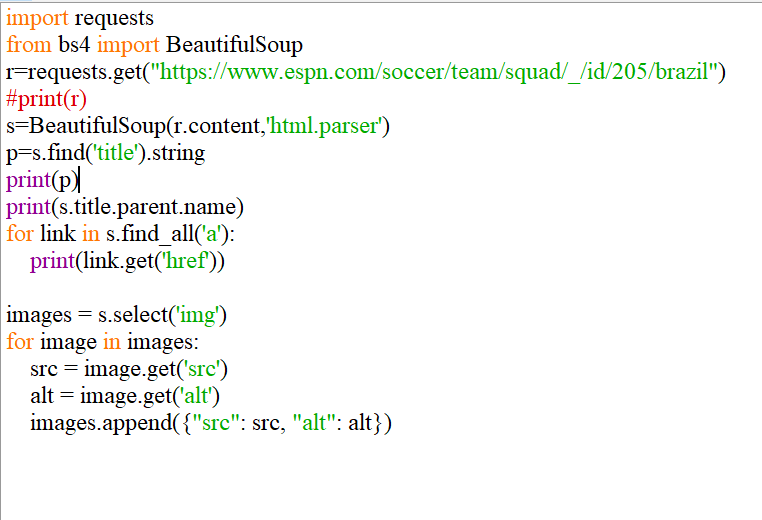 import requests
from bs4 import BeautifulSoup
r=requests.get("https://www.espn.com/soccer/team/squad/_/id/205/brazil")
#print(r)
s=BeautifulSoup(r.content,'html.parser')
p=s.find('title').string
print(p)
print(s.title.parent.name)
for link in s.find_all('a'):
    print(link.get('href'))
images = s.select('img')
for image in images:
    src = image.get('src')
    alt = image.get('alt')
    images.append({"src": src, "alt": alt})